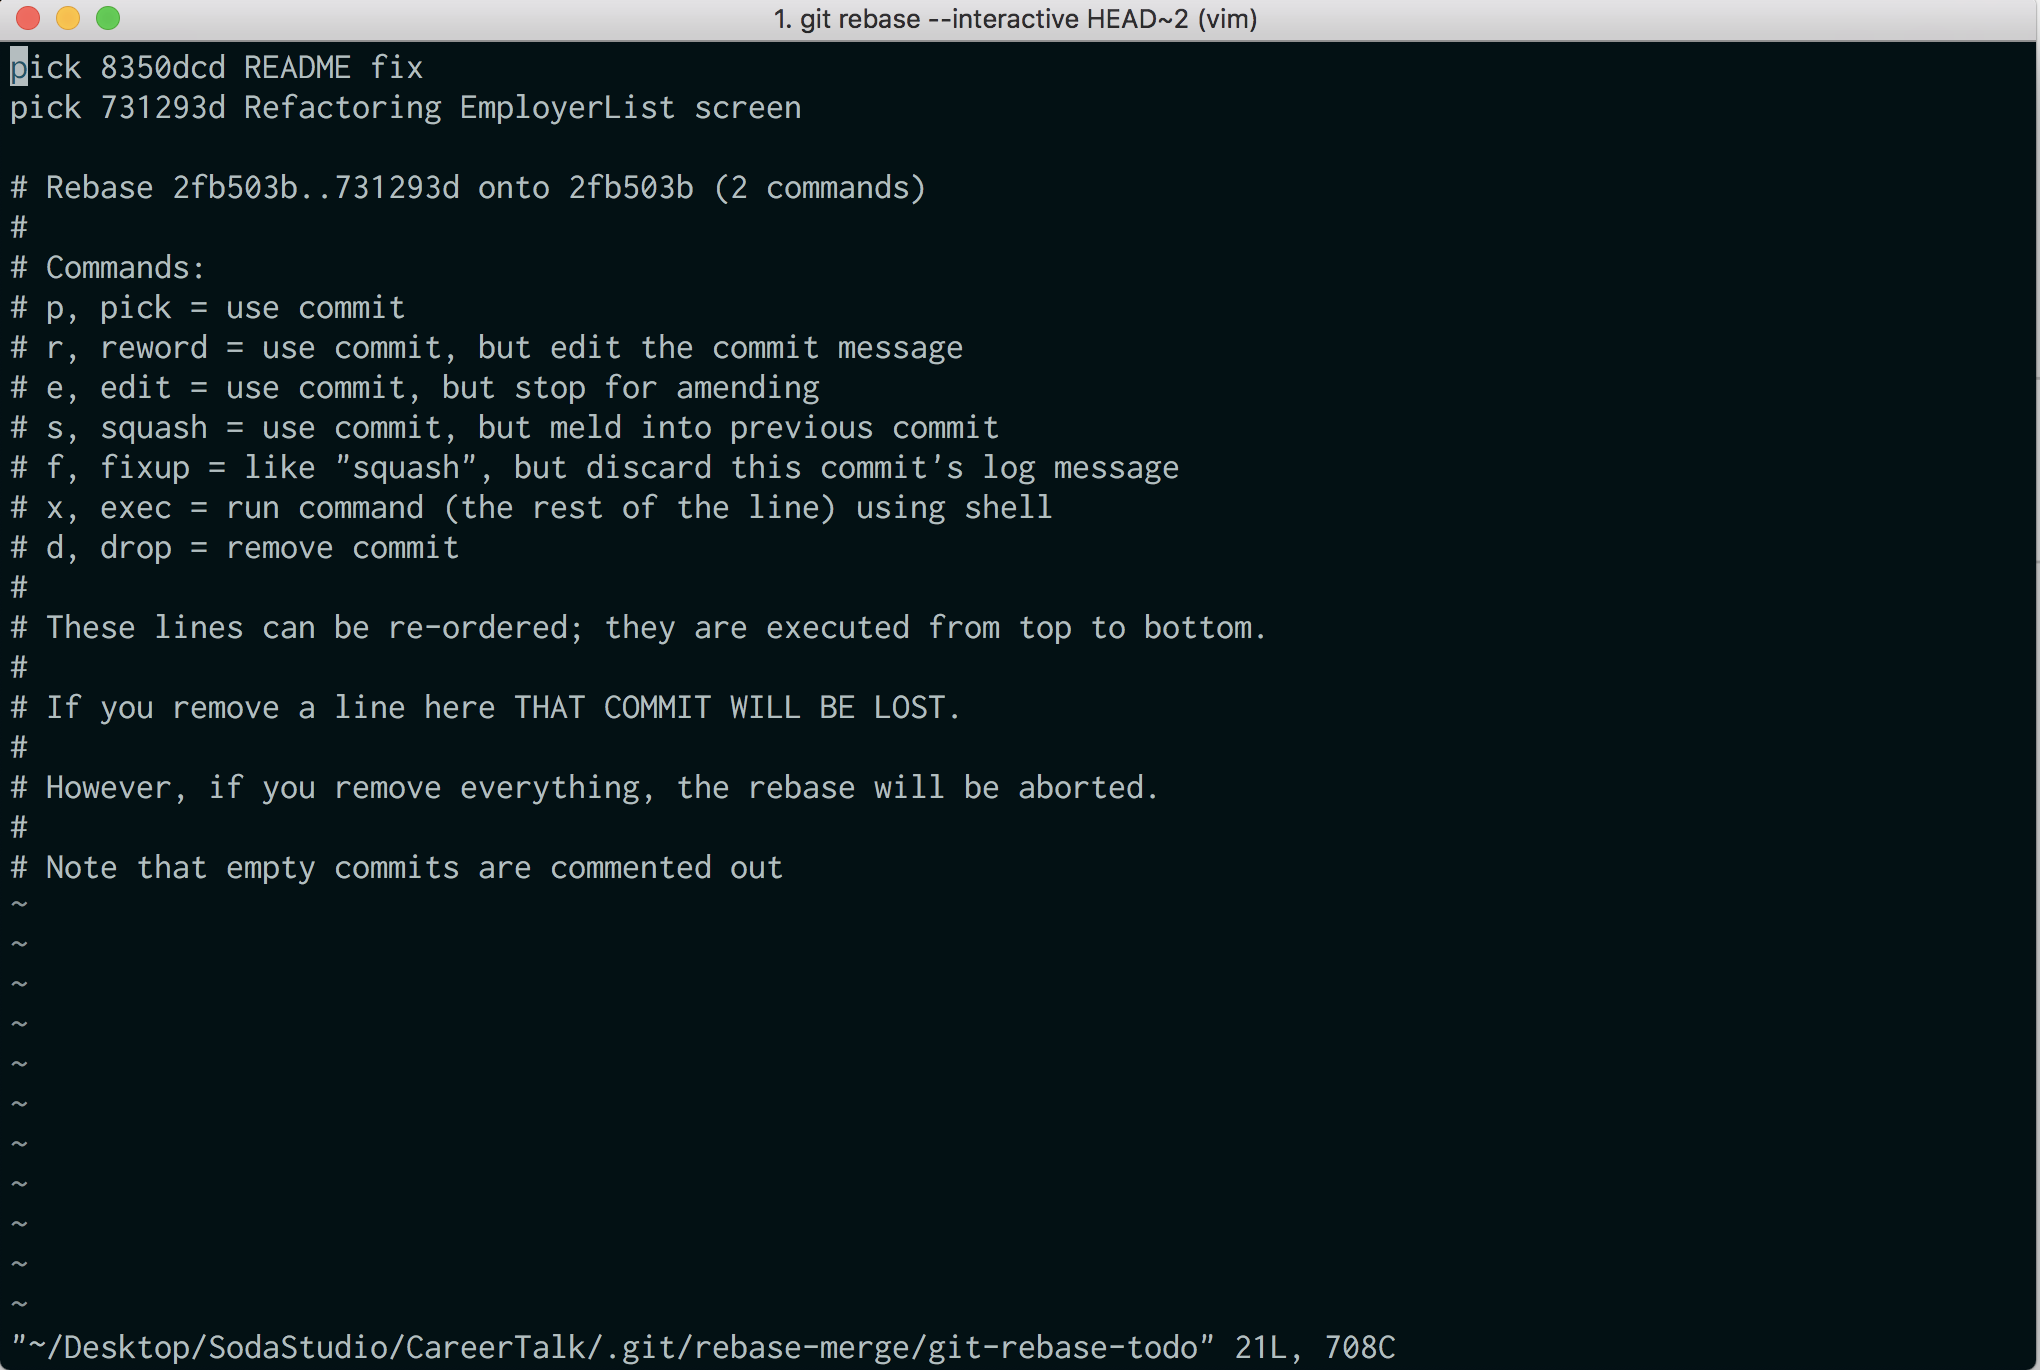 1. git rebase --interactive HEAD~2 (vim)
pick 8350dcd README fix
pick 731293d Refactoring EmployerList screen

# Rebase 2fb503b..731293d onto 2fb503b (2 commands)
#
# Commands:
# p, pick = use commit
# r, reword = use commit, but edit the commit message
# e, edit = use commit, but stop for amending
# s, squash = use commit, but meld into previous commit
# f, fixup = like "squash", but discard this commit's log message
# x, exec = run command (the rest of the line) using shell
# d, drop = remove commit
#
# These lines can be re-ordered; they are executed from top to bottom.
#
# If you remove a line here THAT COMMIT WILL BE LOST.
#
# However, if you remove everything, the rebase will be aborted.
#
# Note that empty commits are commented out
~
~
~
~
~
~
~
~
~
~
~
"~/Desktop/SodaStudio/CareerTalk/.git/rebase-merge/git-rebase-todo" 21L, 708C